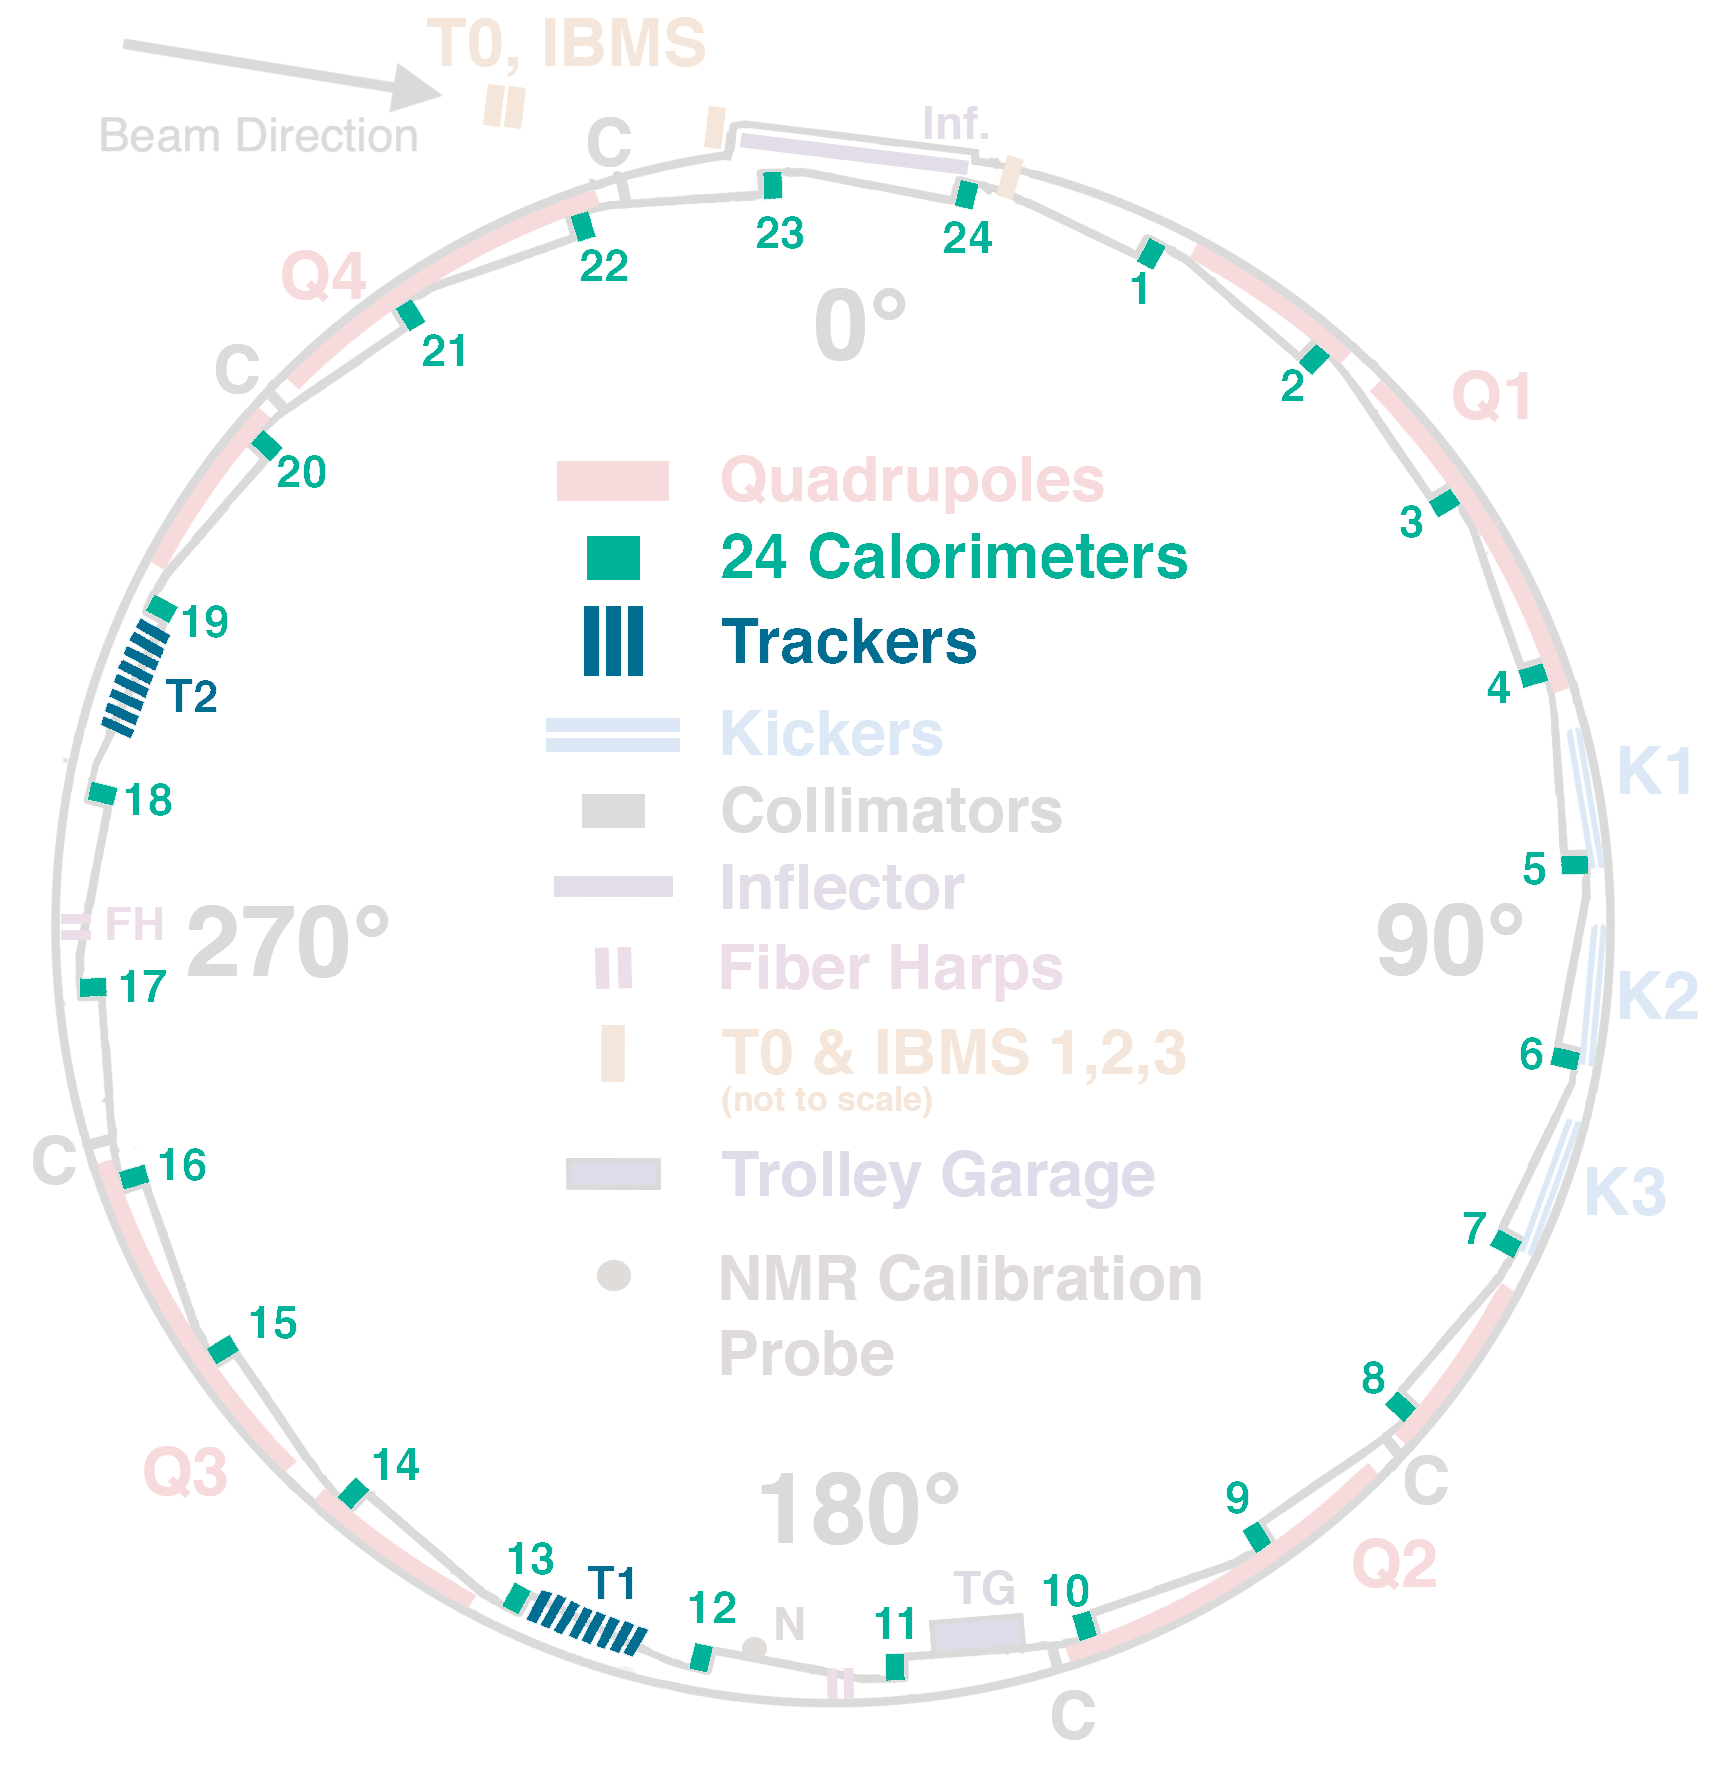 T0, IBMS
Beam Direction
C
Inf.
23
24
22
1
Q4
0°
21
2
C
Q1
20
3
Quadrupoles
24 Calorimeters
Trackers
Kickers
Collimators
Inflector
Fiber Harps
T0 & IBMS 1,2,3
(not to scale)
Trolley Garage
NMR Calibration
Probe
19
T2
4
K1
18
5
FH
270°
90°
17
K2
6
C
16
K3
7
15
8
14
Q3
180°
9
C
Q2
13
T1
12
N
11
TG
10
C